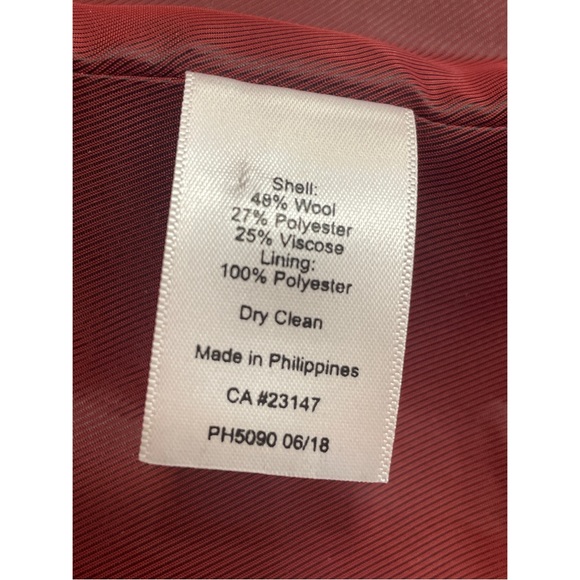 Shell:
48% Wool
27% Polyester
25% Viscose
Lining:
100% Polyester
Dry Clean
Made in Philippines
CA #23147
PH5090 06/18